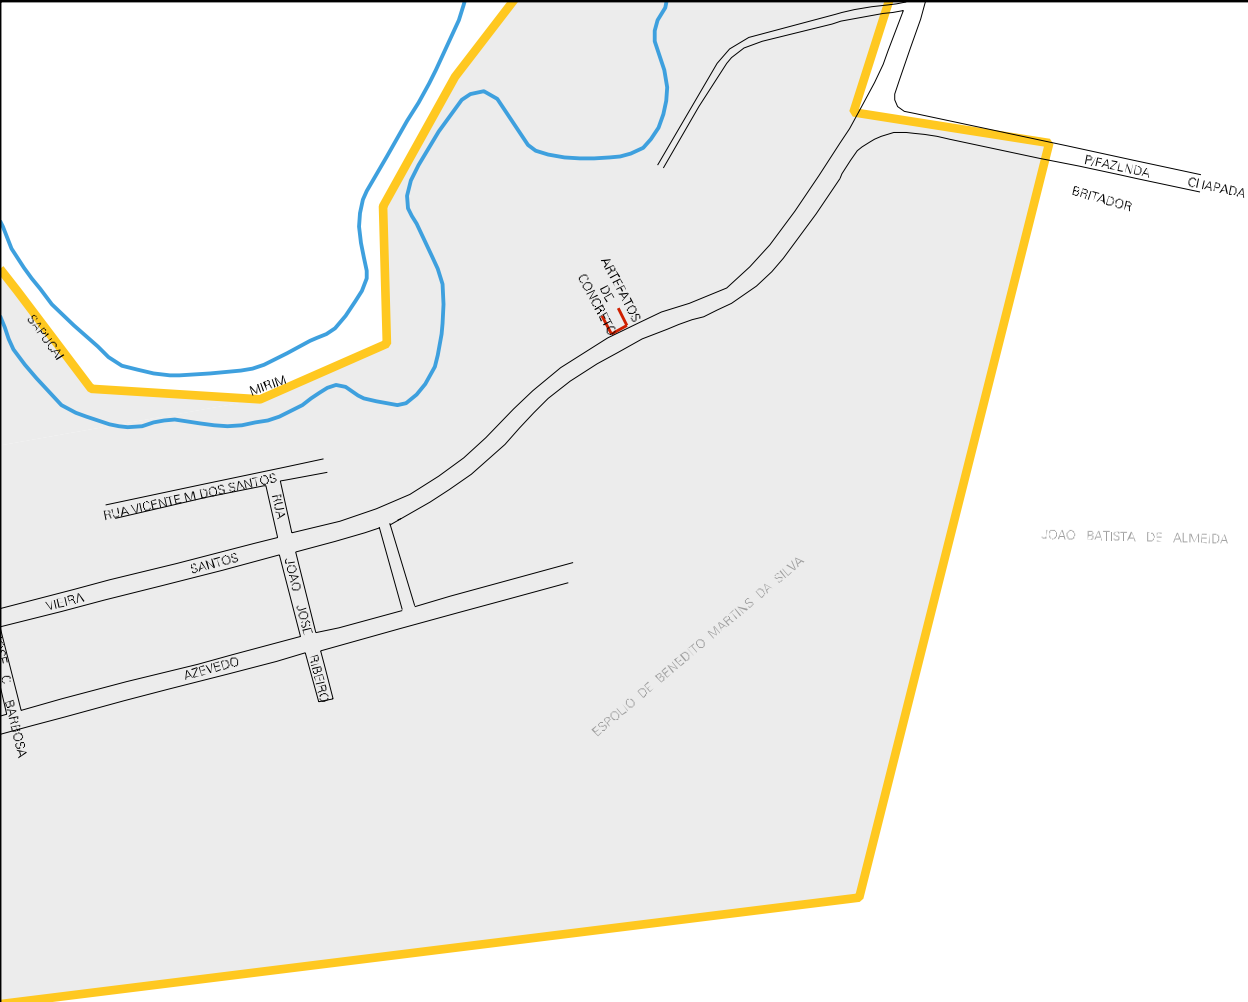 P/FAZENDA CHAPADA
BRITADOR
ARTEFATOS
DE
CONCRETO
SAPUCAI
MIRIM
RUA VICENTE M DOS SANTOS
RUA
JOAO JOSE
RIBEIRO
VIEIRA SANTOS
AZEVEDO
C. BARBOSA
JOAO BATISTA DE ALMEIDA
ESPOLIO DE BENEDITO MARTINS DA SILVA